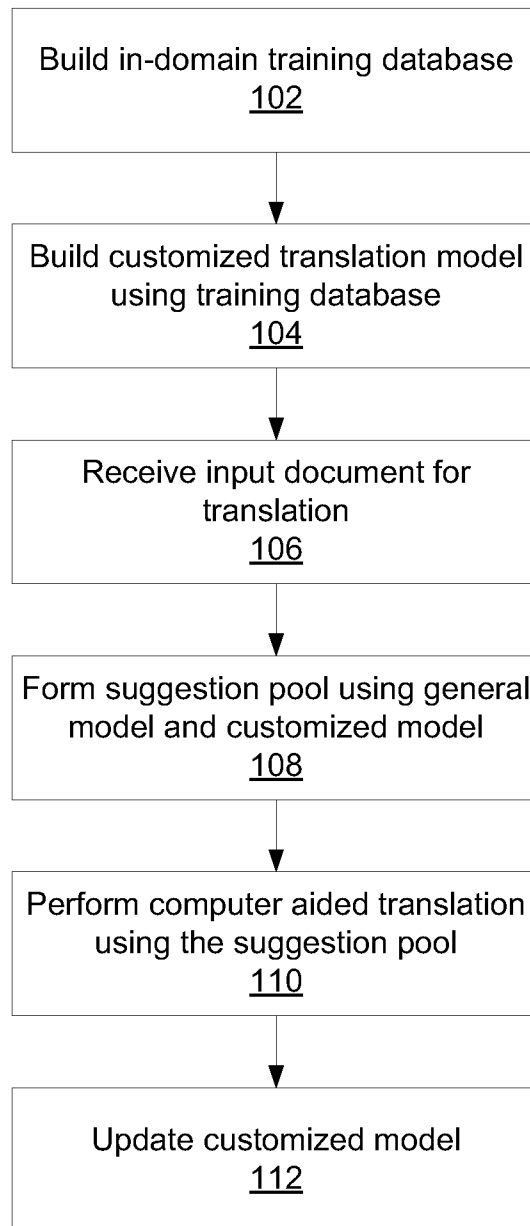 Build in-domain training database
102
Build customized translation model
using training database
104
Receive input document for
translation
106
Form suggestion pool using general
model and customized model
108
Perform computer aided translation
using the suggestion pool
110
Update customized model
112